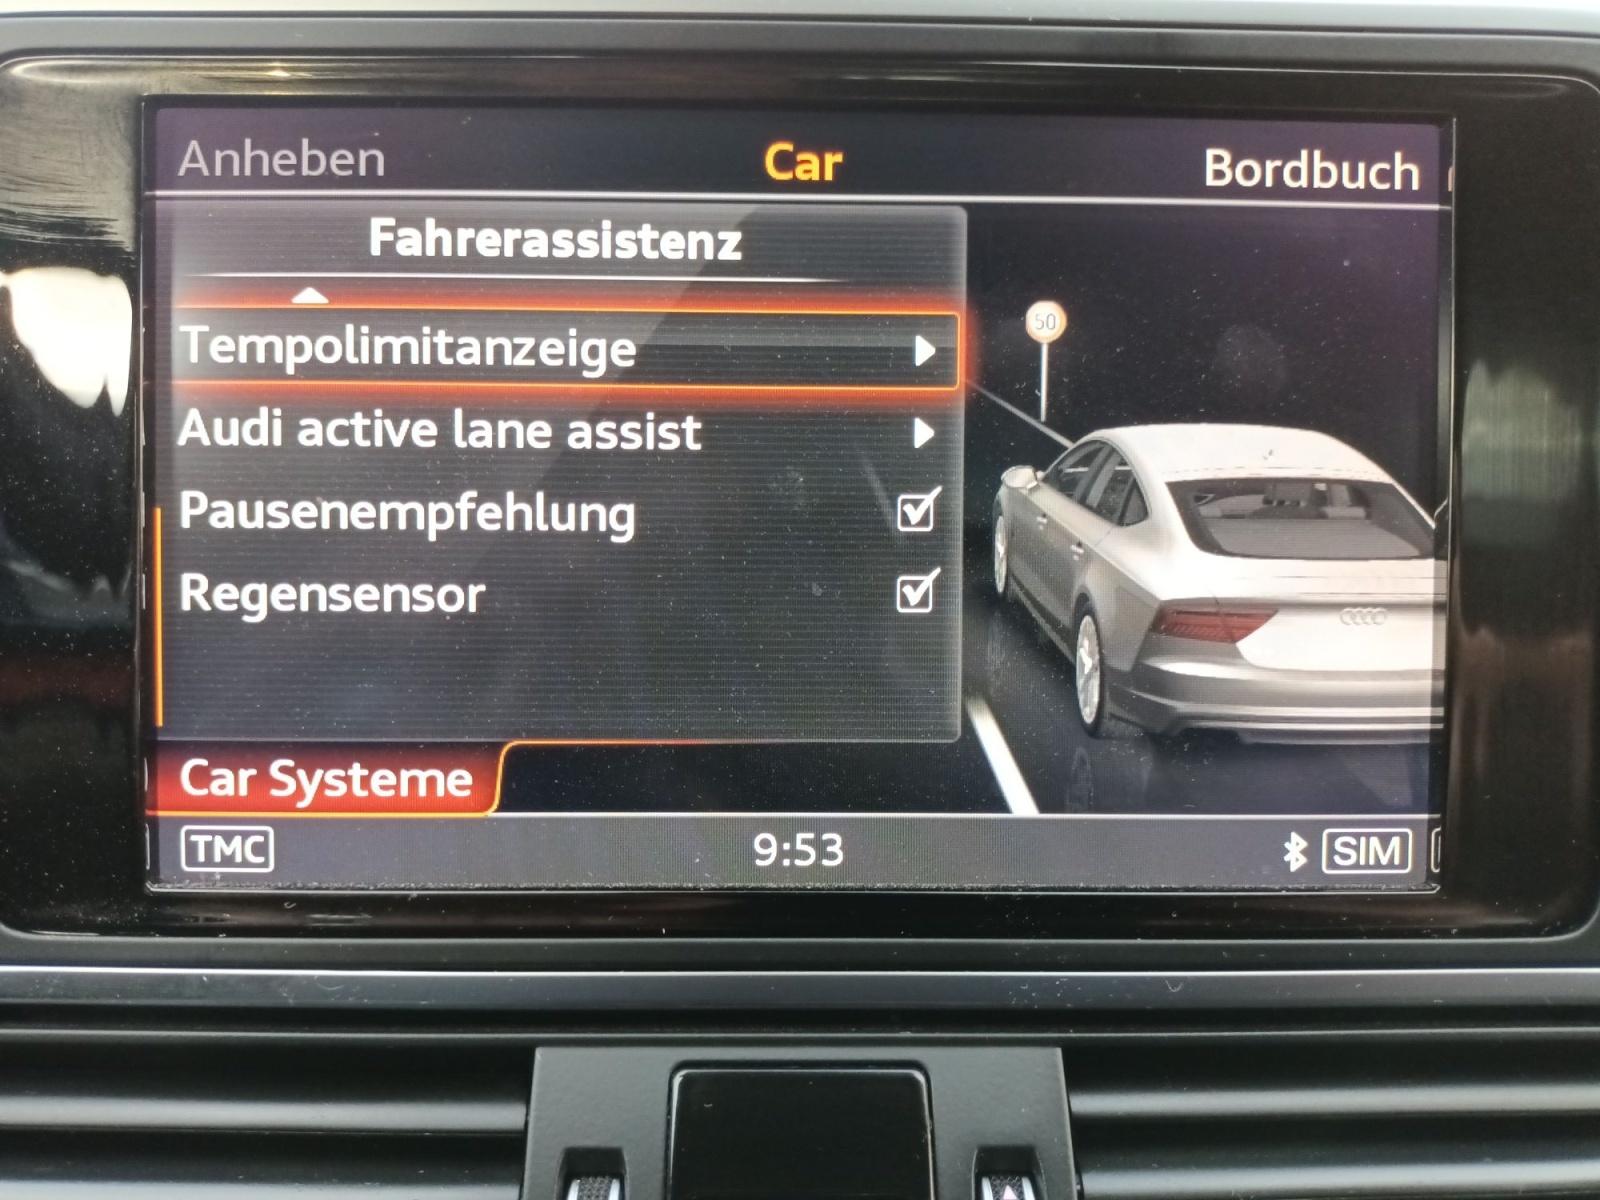 Anheben
Car
Bordbuch
Fahrerassistenz
Tempolimitanzeige
50
Audi active lane assist
Pausenempfehlung
Regensensor
Car Systeme
TMC
9:53
SIM